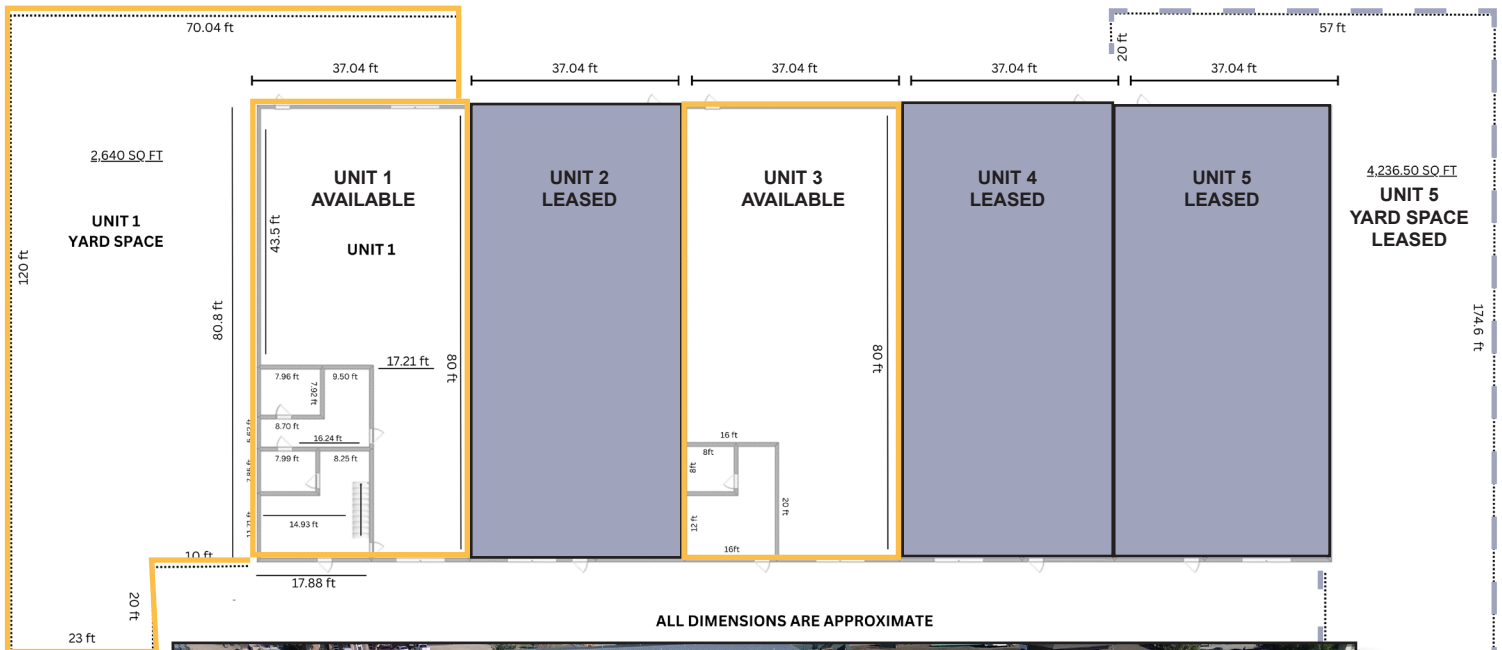 70.04 ft
57 ft
20 ft
37.04 ft
37.04 ft
37.04 ft
37.04 ft
37.04 ft
2,640 SQ FT
UNIT 1
YARD SPACE
120 ft
80.8 ft
UNIT 1
AVAILABLE
UNIT 1
43.5 ft
80 ft
17.21 ft
7.96 ft
7.92 ft
9.50 ft
8.70 ft
16.24 ft
7.99 ft
8.25 ft
14.93 ft
UNIT 2
LEASED
UNIT 3
AVAILABLE
80 ft
16 ft
8ft
8ft
20 ft
12 ft
16ft
UNIT 4
LEASED
UNIT 5
LEASED
4,236.50 SQ FT
UNIT 5
YARD SPACE
LEASED
174.6 ft
10 ft
17.88 ft
20 ft
23 ft
ALL DIMENSIONS ARE APPROXIMATE